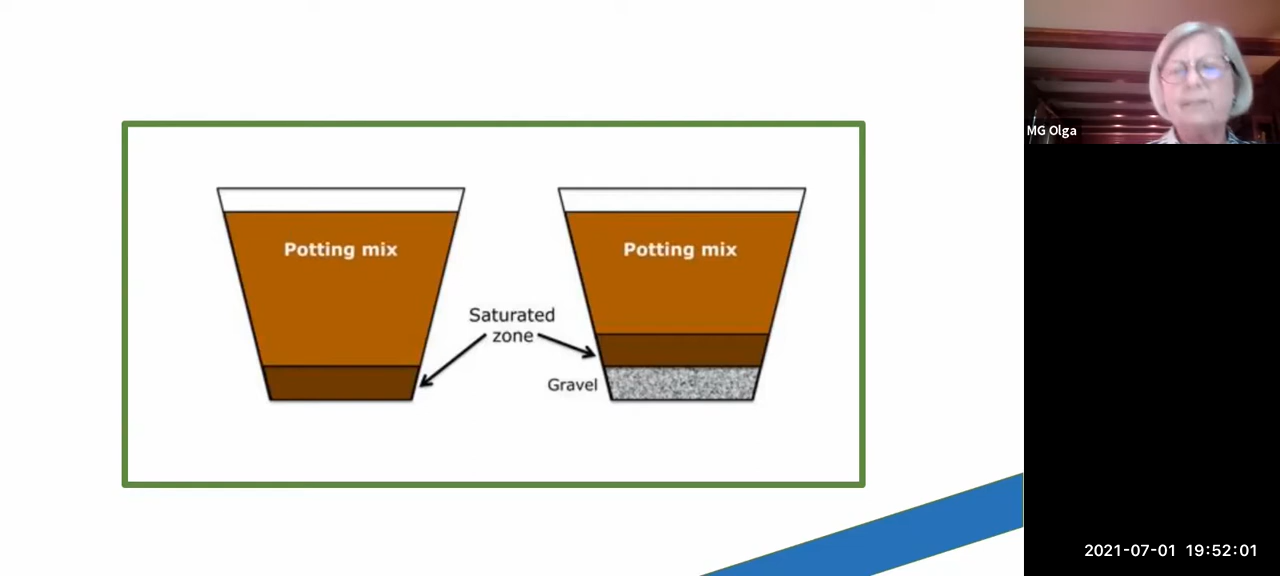 Potting mix
Potting mix
Saturated
zone
Gravel
MG Olga
2021-07-01 19:52:01